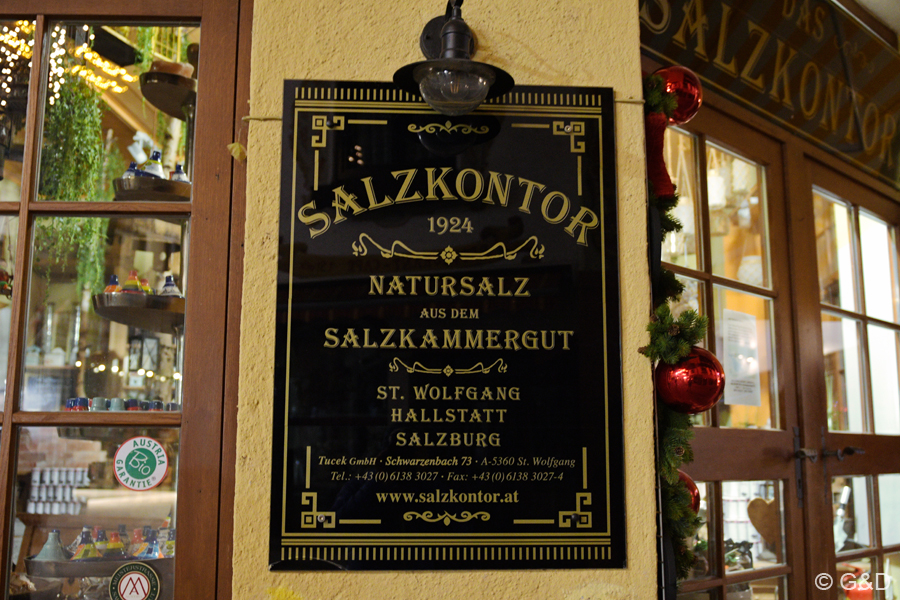 DAS
SALZKONTOR
SALZKONTOR
1924
NATURSALZ
AUS DEM
SALZKAMMERGUT
ST. WOLFGANG
HALLSTATT
SALZBURG
Tucek GmbH · Schwarzenbach 73 · A-5360 St. Wolfgang
Tel.: +43 (0) 6138 3027 · Fax: +43 (0) 6138 3027-4
www.salzkontor.at
AUSTRIA
BIO
GARANTIE
© G&D